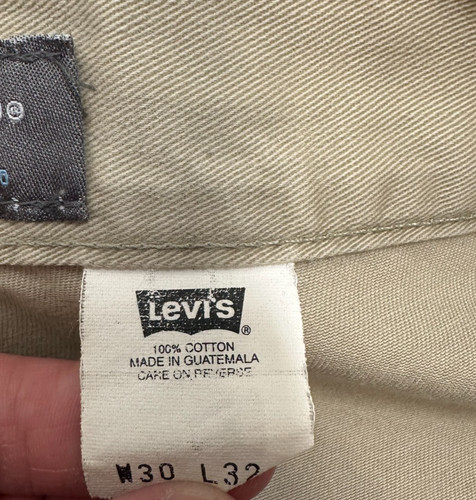 ®
Levi's
®
100% COTTON
MADE IN GUATEMALA
CARE ON REVERSE
W30 L32